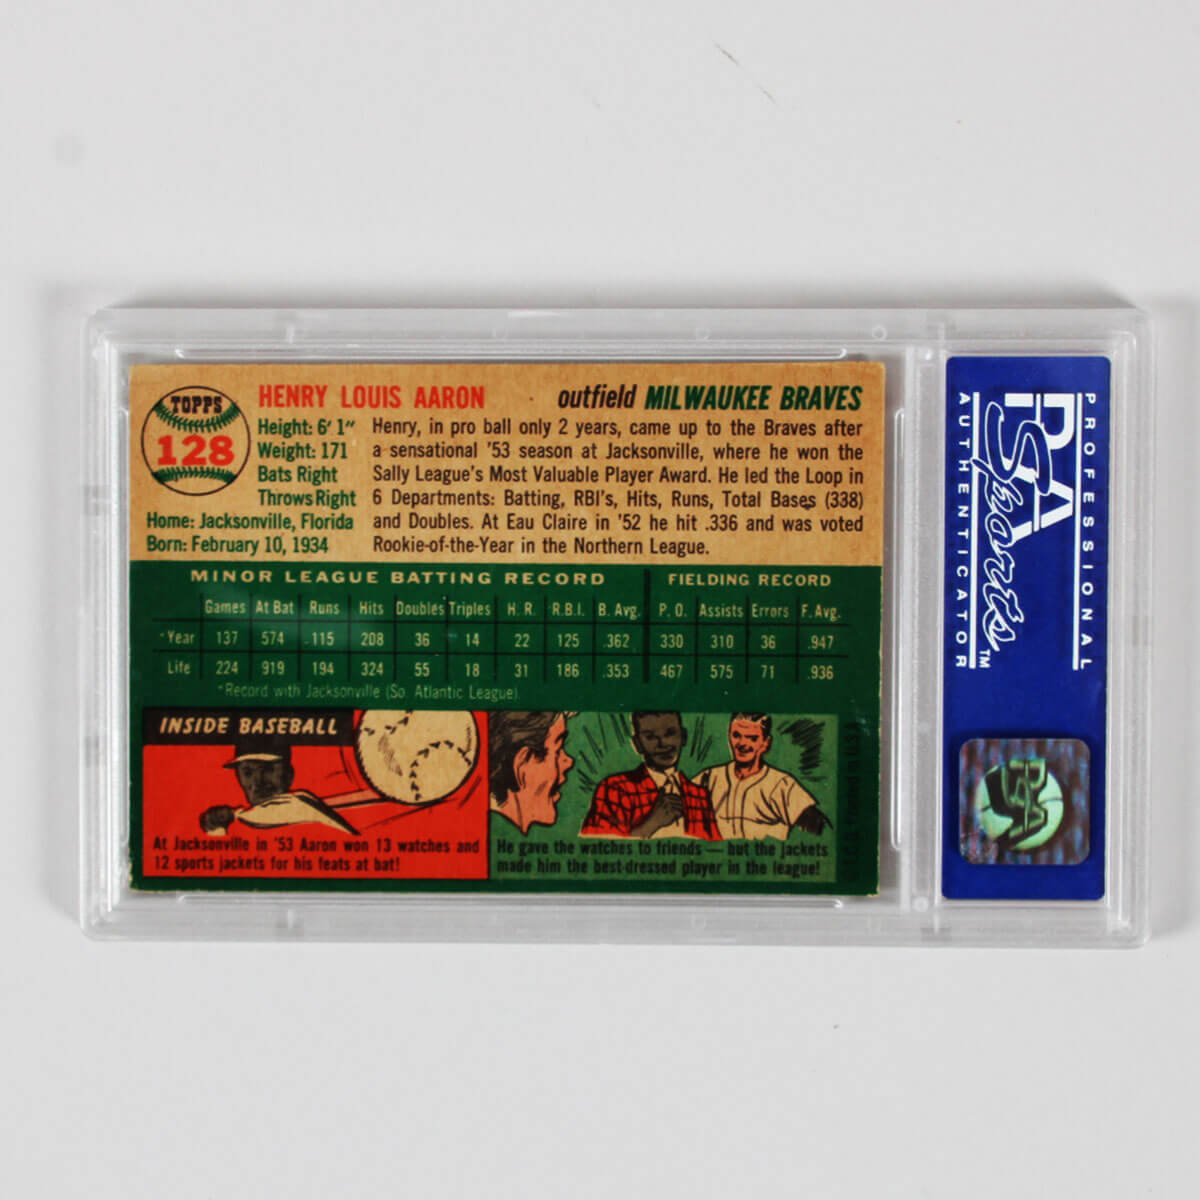 TOPPS
128
HENRY LOUIS AARON
outfield MILWAUKEE BRAVES
Height: 6' 1"
Weight: 171
Bats Right
Throws Right
Home: Jacksonville, Florida
Born: February 10, 1934
Henry, in pro ball only 2 years, came up to the Braves after
a sensational '53 season at Jacksonville, where he won the
Sally League's Most Valuable Player Award. He led the Loop in
6 Departments: Batting, RBI's, Hits, Runs, Total Bases (338)
and Doubles. At Eau Claire in '52 he hit .336 and was voted
Rookie-of-the-Year in the Northern League.
MINOR LEAGUE BATTING RECORD FIELDING RECORD
Games At Bat Runs Hits Doubles Triples H.R. R.B.I. B. Avg. P.O. Assists Errors F. Avg.
*Year 137 574 .115 208 36 14 22 125 .362 330 310 36 .947
Life 224 919 194 324 55 18 31 186 .353 467 575 71 .936
*Record with Jacksonville (So. Atlantic League).
INSIDE BASEBALL
At Jacksonville in '53 Aaron won 13 watches and
12 sports jackets for his feats at bat!
He gave the watches to friends — but the jackets
made him the best-dressed player in the league!
Printed in U.S.A.
PROFESSIONAL
PSA
Sports™
AUTHENTICATOR
PSA